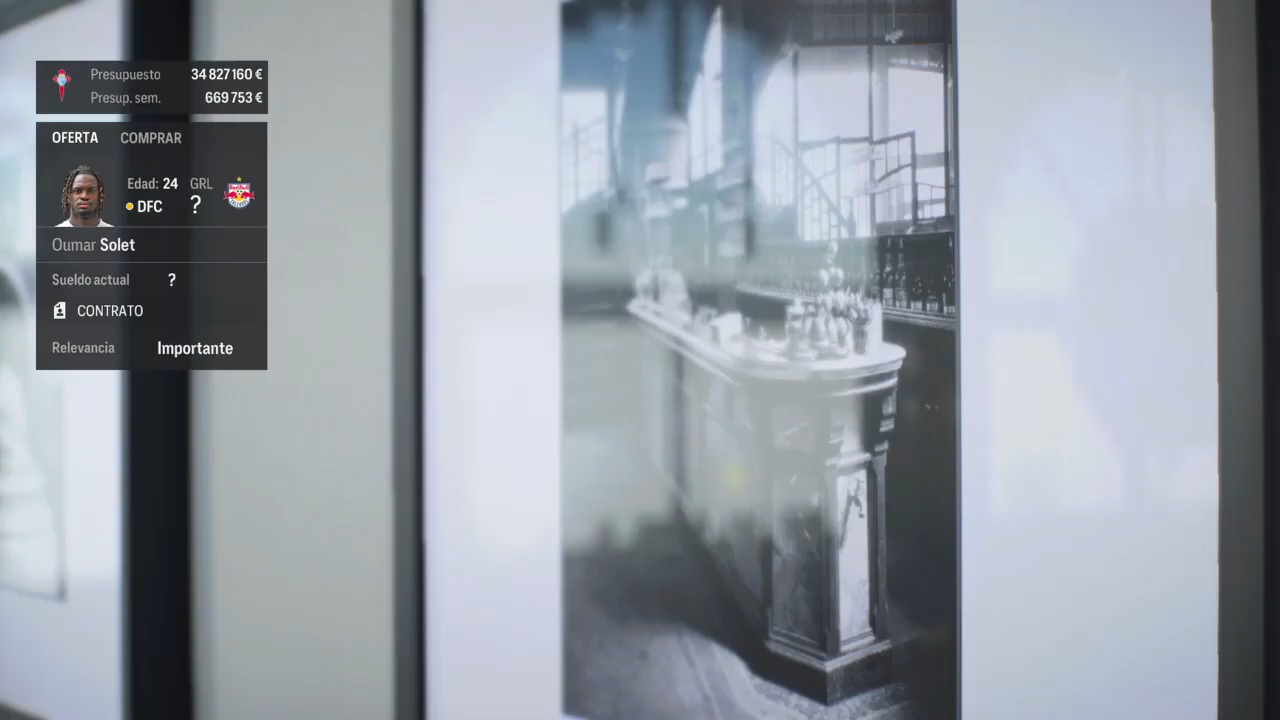 Presupuesto 34 827 160 €
Presup. sem. 669 753 €
OFERTA COMPRAR
Edad: 24 GRL
DFC ?
Oumar Solet
Sueldo actual ?
CONTRATO
Relevancia Importante